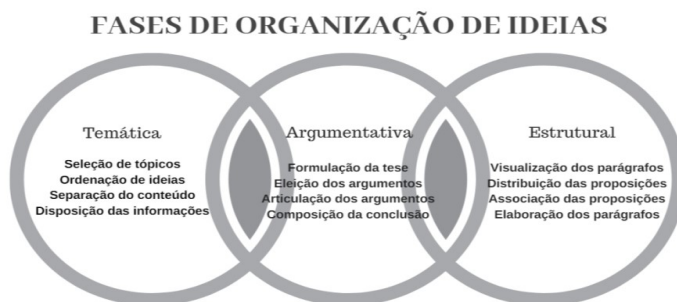 FASES DE ORGANIZAÇÃO DE IDEIAS
Temática
Seleção de tópicos
Ordenação de ideias
Separação do conteúdo
Disposição das informações
Argumentativa
Formulação da tese
Eleição dos argumentos
Articulação dos argumentos
Composição da conclusão
Estrutural
Visualização dos parágrafos
Distribuição das proposições
Associação das proposições
Elaboração dos parágrafos